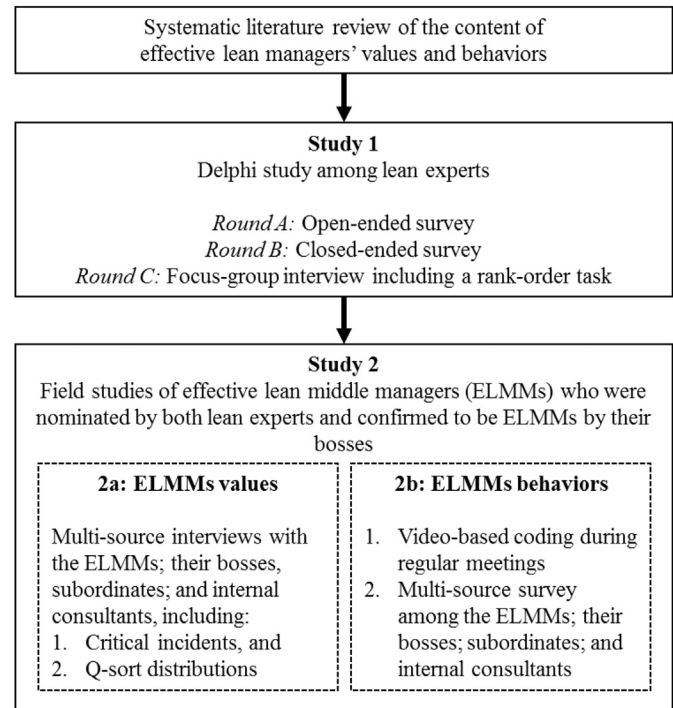 Systematic literature review of the content of
effective lean managers' values and behaviors
Study 1
Delphi study among lean experts
Round A: Open-ended survey
Round B: Closed-ended survey
Round C: Focus-group interview including a rank-order task
Study 2
Field studies of effective lean middle managers (ELMMs) who were
nominated by both lean experts and confirmed to be ELMMs by their
bosses
2a: ELMMs values
Multi-source interviews with
the ELMMs; their bosses,
subordinates; and internal
consultants, including:
1. Critical incidents, and
2. Q-sort distributions
2b: ELMMs behaviors
1. Video-based coding during
regular meetings
2. Multi-source survey
among the ELMMs; their
bosses; subordinates; and
internal consultants